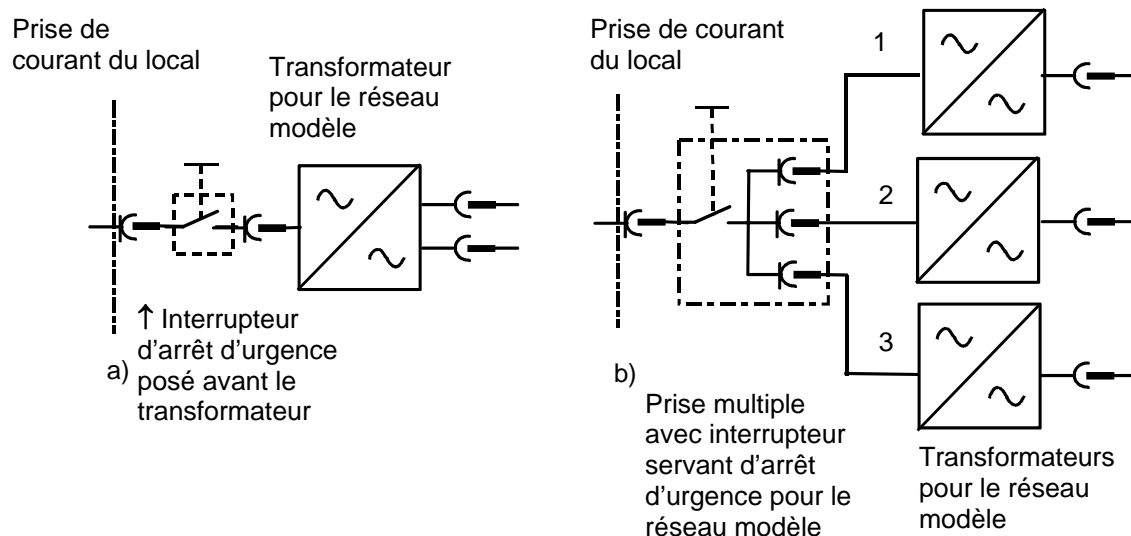 Prise de
courant du local
Transformateur
pour le réseau
modèle
↑ Interrupteur
d'arrêt d'urgence
posé avant le
transformateur
a)
Prise de courant
du local
1
2
3
b)
Prise multiple
avec interrupteur
servant d'arrêt
d'urgence pour le
réseau modèle
Transformateurs
pour le réseau
modèle